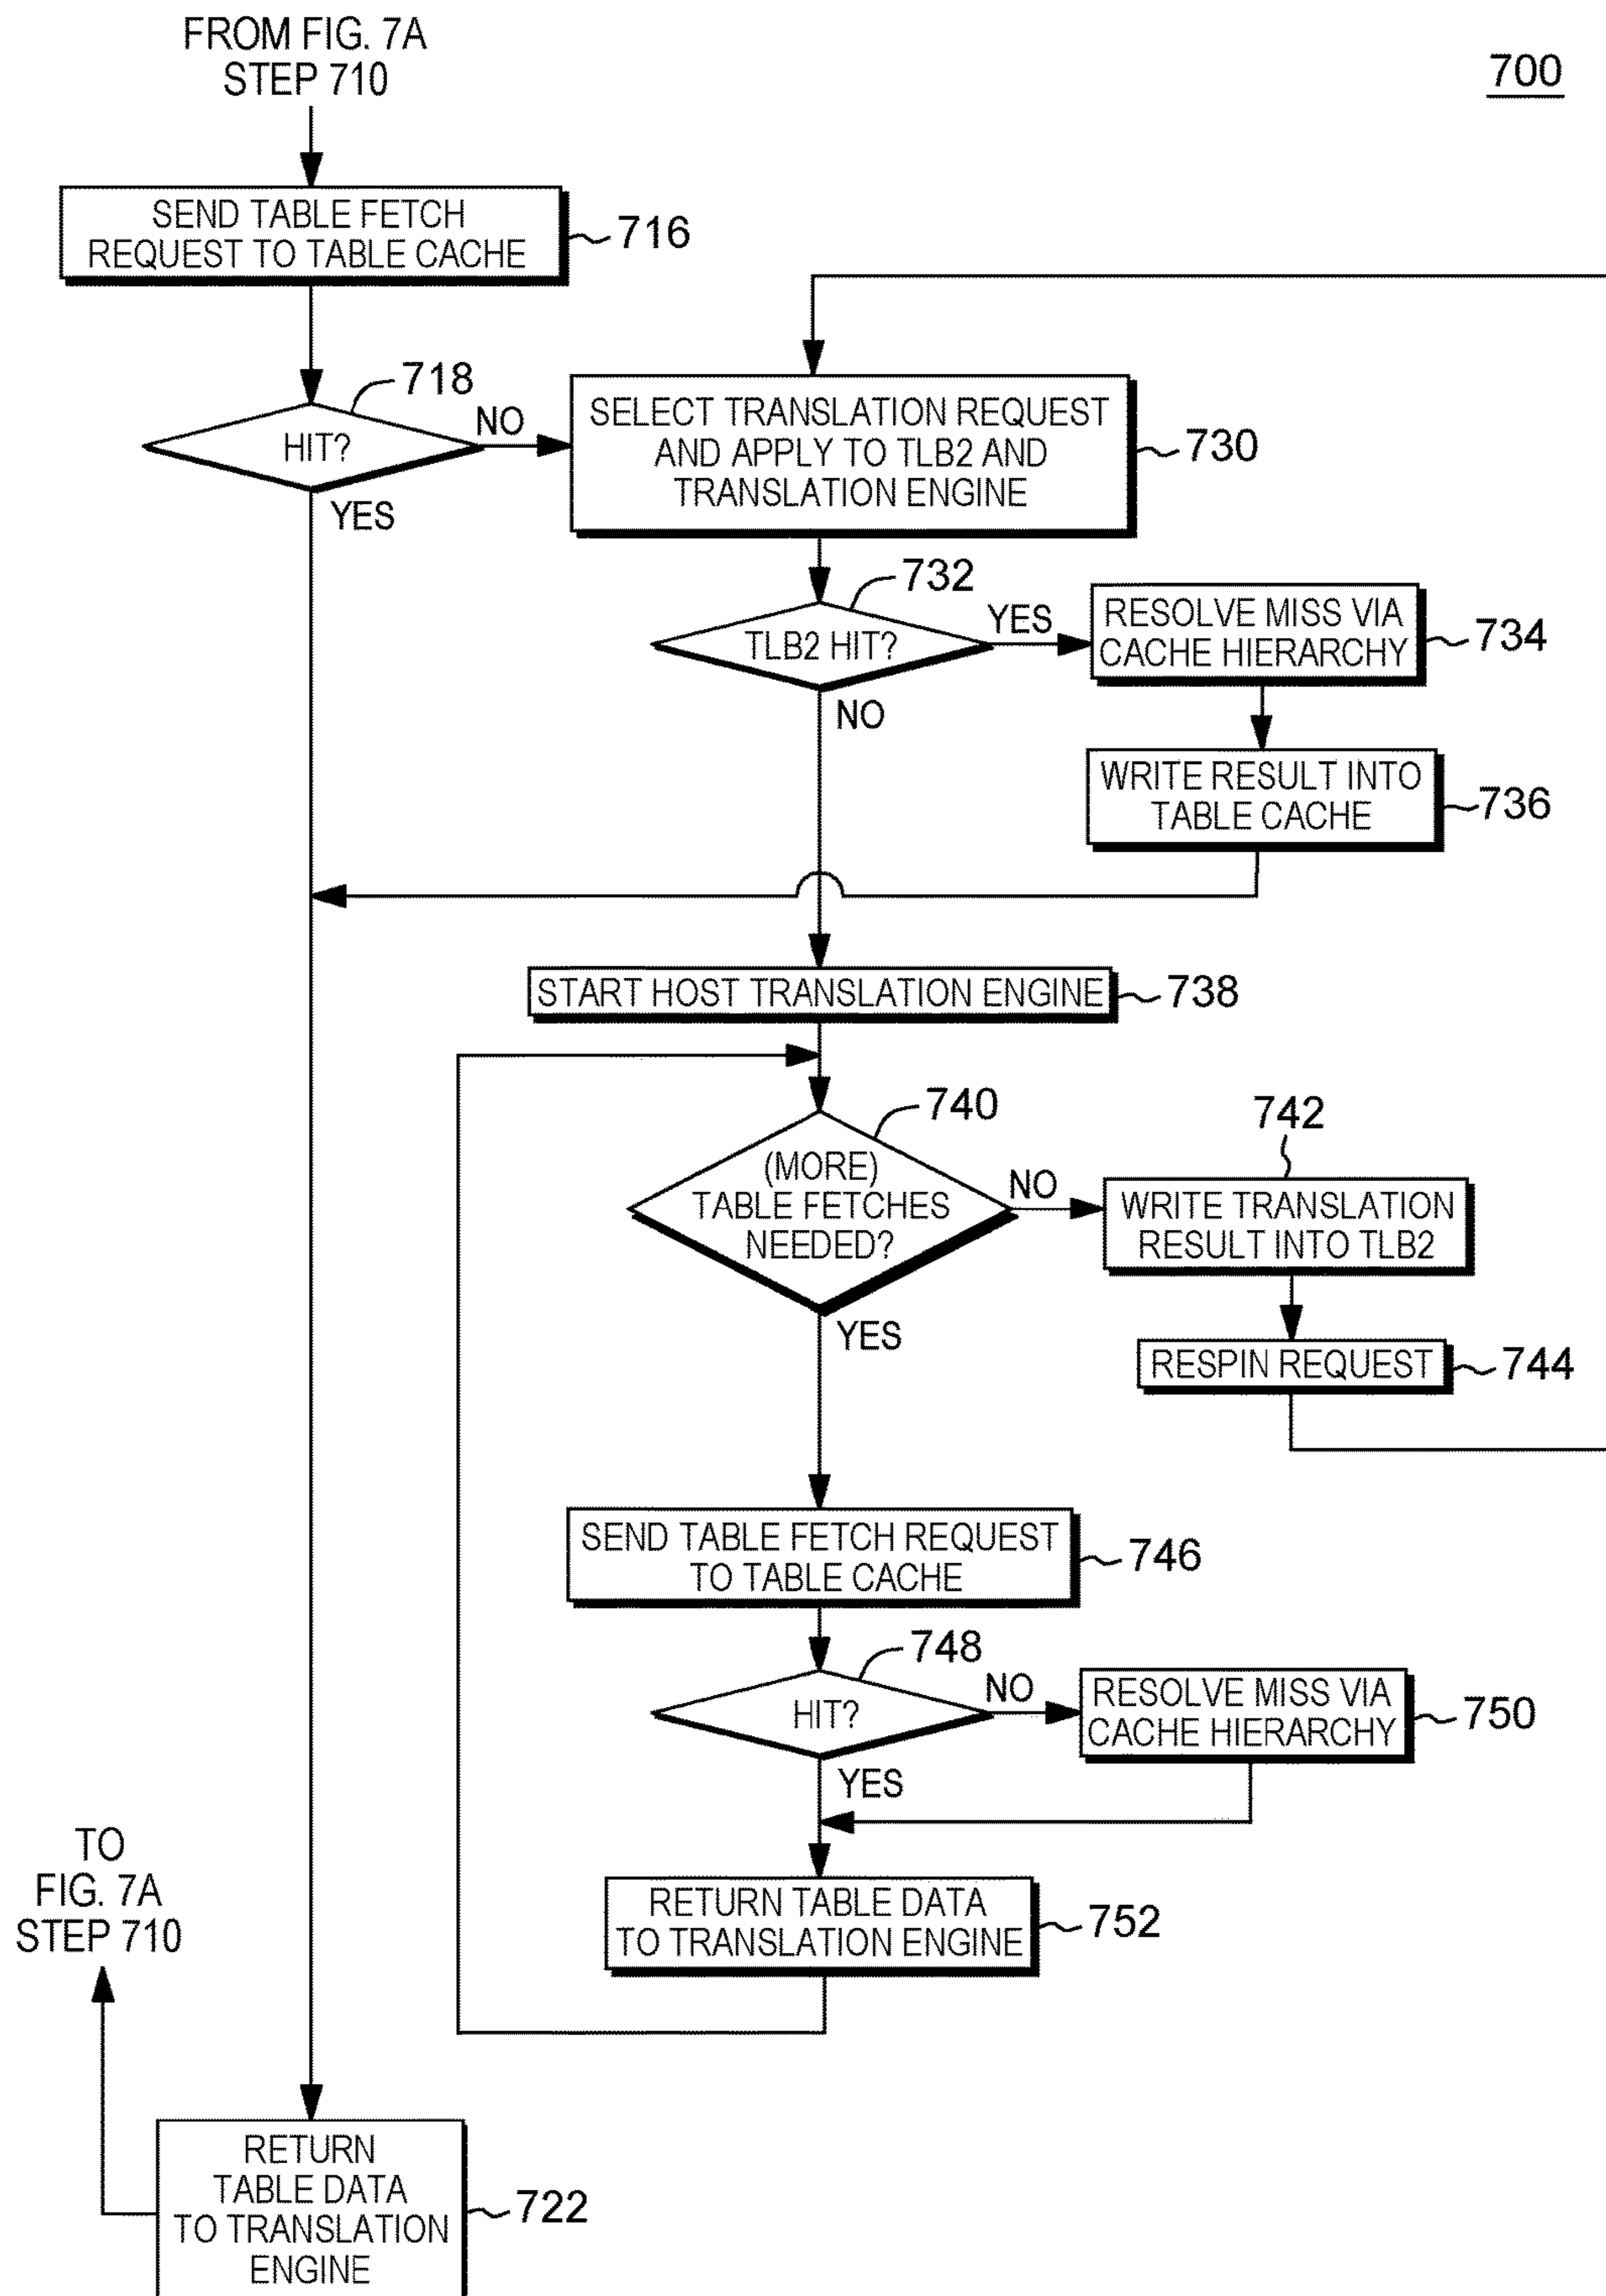 FROM FIG. 7A
STEP 710
700
SEND TABLE FETCH
REQUEST TO TABLE CACHE
716
718
HIT?
NO
YES
SELECT TRANSLATION REQUEST
AND APPLY TO TLB2 AND
TRANSLATION ENGINE
730
732
TLB2 HIT?
YES
NO
RESOLVE MISS VIA
CACHE HIERARCHY
734
WRITE RESULT INTO
TABLE CACHE
736
START HOST TRANSLATION ENGINE
738
740
(MORE)
TABLE FETCHES
NEEDED?
NO
YES
742
WRITE TRANSLATION
RESULT INTO TLB2
RESPIN REQUEST
744
SEND TABLE FETCH REQUEST
TO TABLE CACHE
746
748
HIT?
NO
YES
RESOLVE MISS VIA
CACHE HIERARCHY
750
RETURN TABLE DATA
TO TRANSLATION ENGINE
752
TO
FIG. 7A
STEP 710
RETURN
TABLE DATA
TO TRANSLATION
ENGINE
722